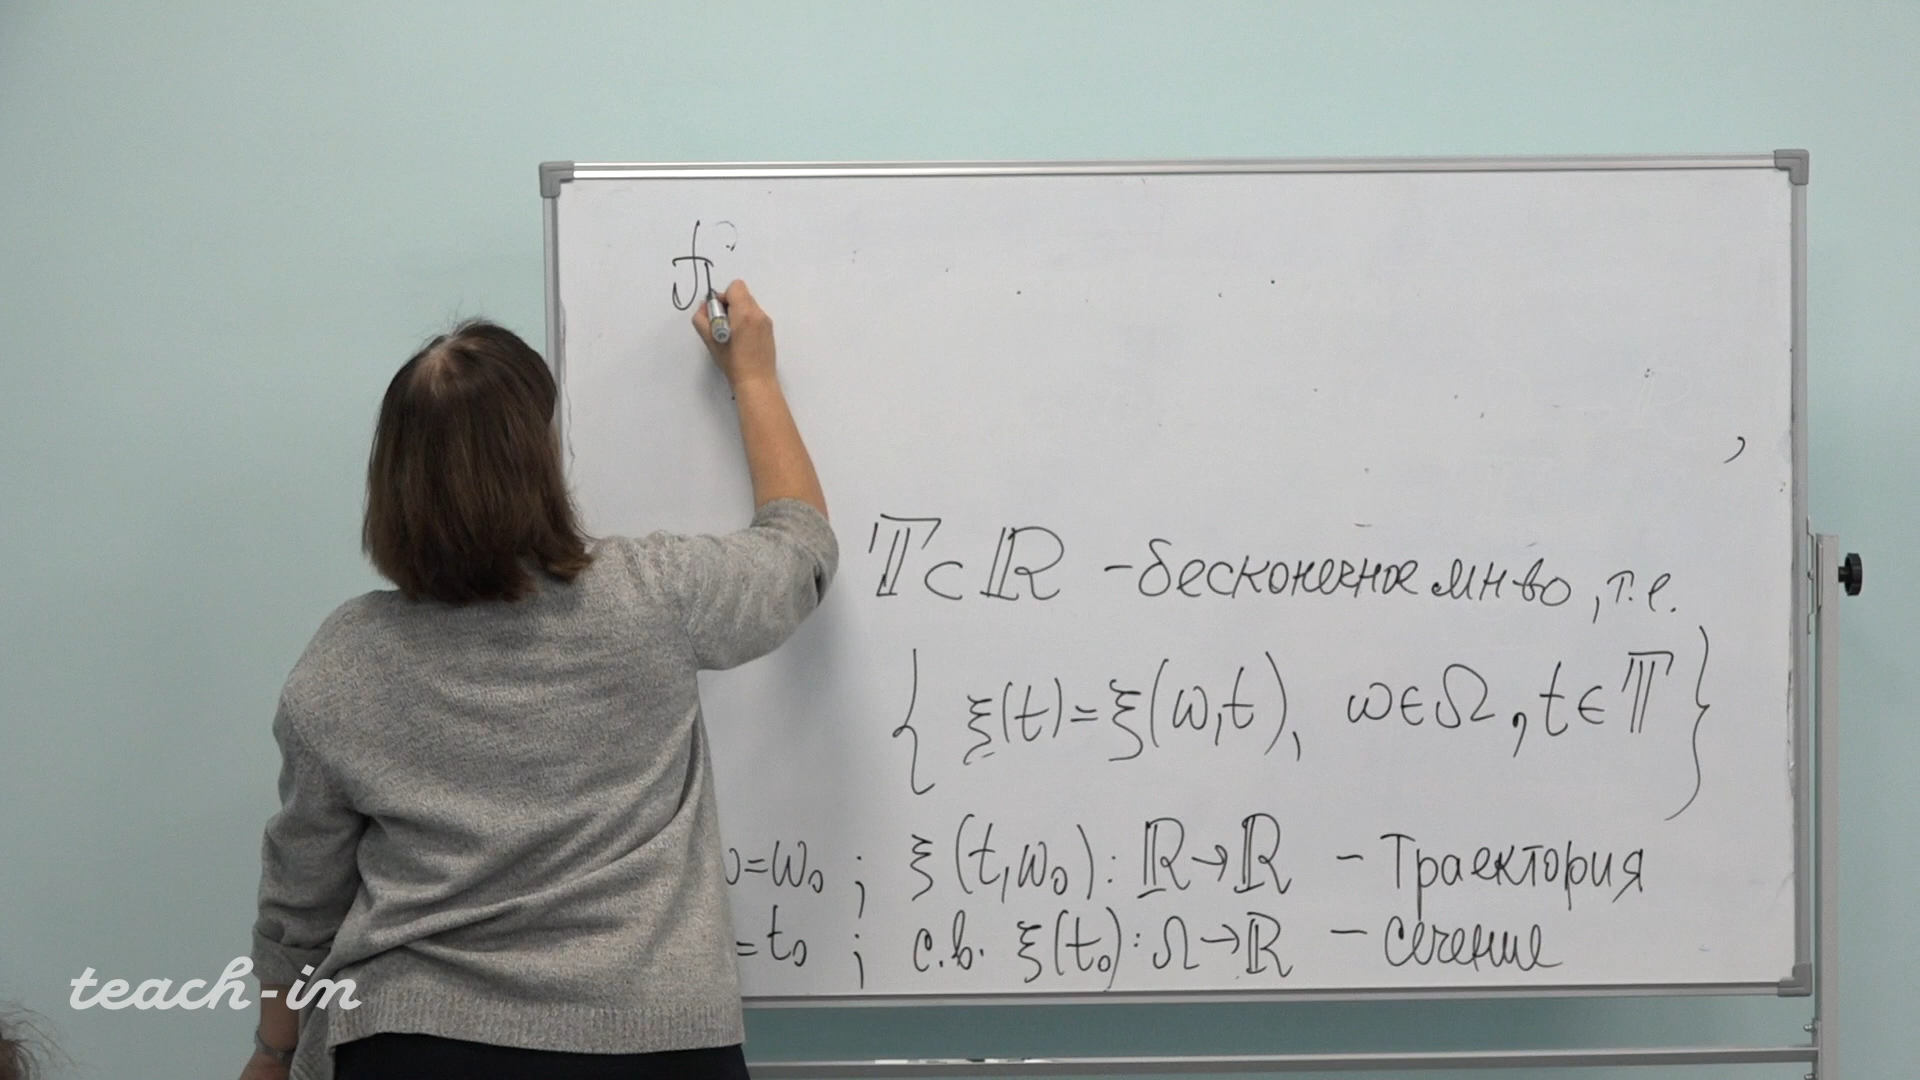 𝕋⊂ℝ -бесконечное мн-во, т.е.
{ ξ(t)=ξ(ω,t), ω∈Ω, t∈𝕋 }
ω=ω₀ ; ξ(t,ω₀): ℝ→ℝ – Траектория
=t₀ ; с.в. ξ(t₀): Ω→ℝ – сечение
teach-in